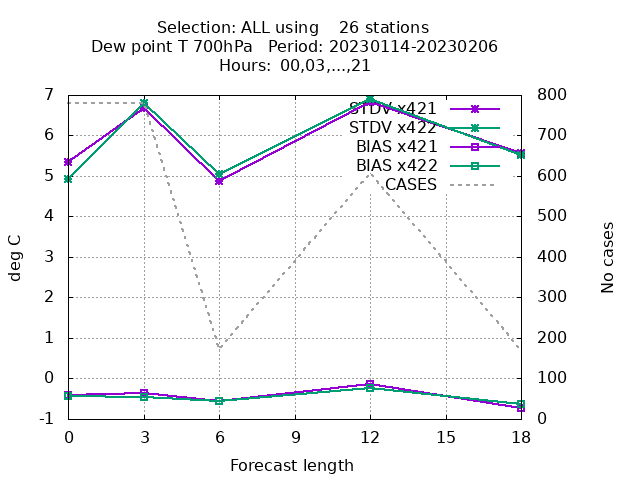 Selection: ALL using    26 stations
Dew point T 700hPa   Period: 20230114-20230206
Hours:  00,03,...,21
7 800
STDV x421
6 700
STDV x422
BIAS x421
5 600
BIAS x422
CASES
4 500
3 400
2 300
1 200
0 100
-1 0
deg C
No cases
0 3 6 9 12 15 18
Forecast length